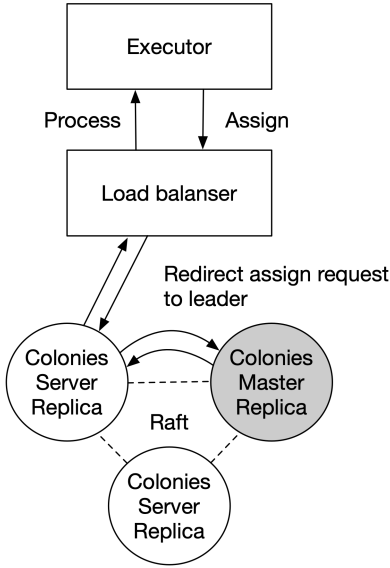 Executor
Process
Assign
Load balanser
Redirect assign request
to leader
Colonies
Server
Replica
Colonies
Master
Replica
Raft
Colonies
Server
Replica